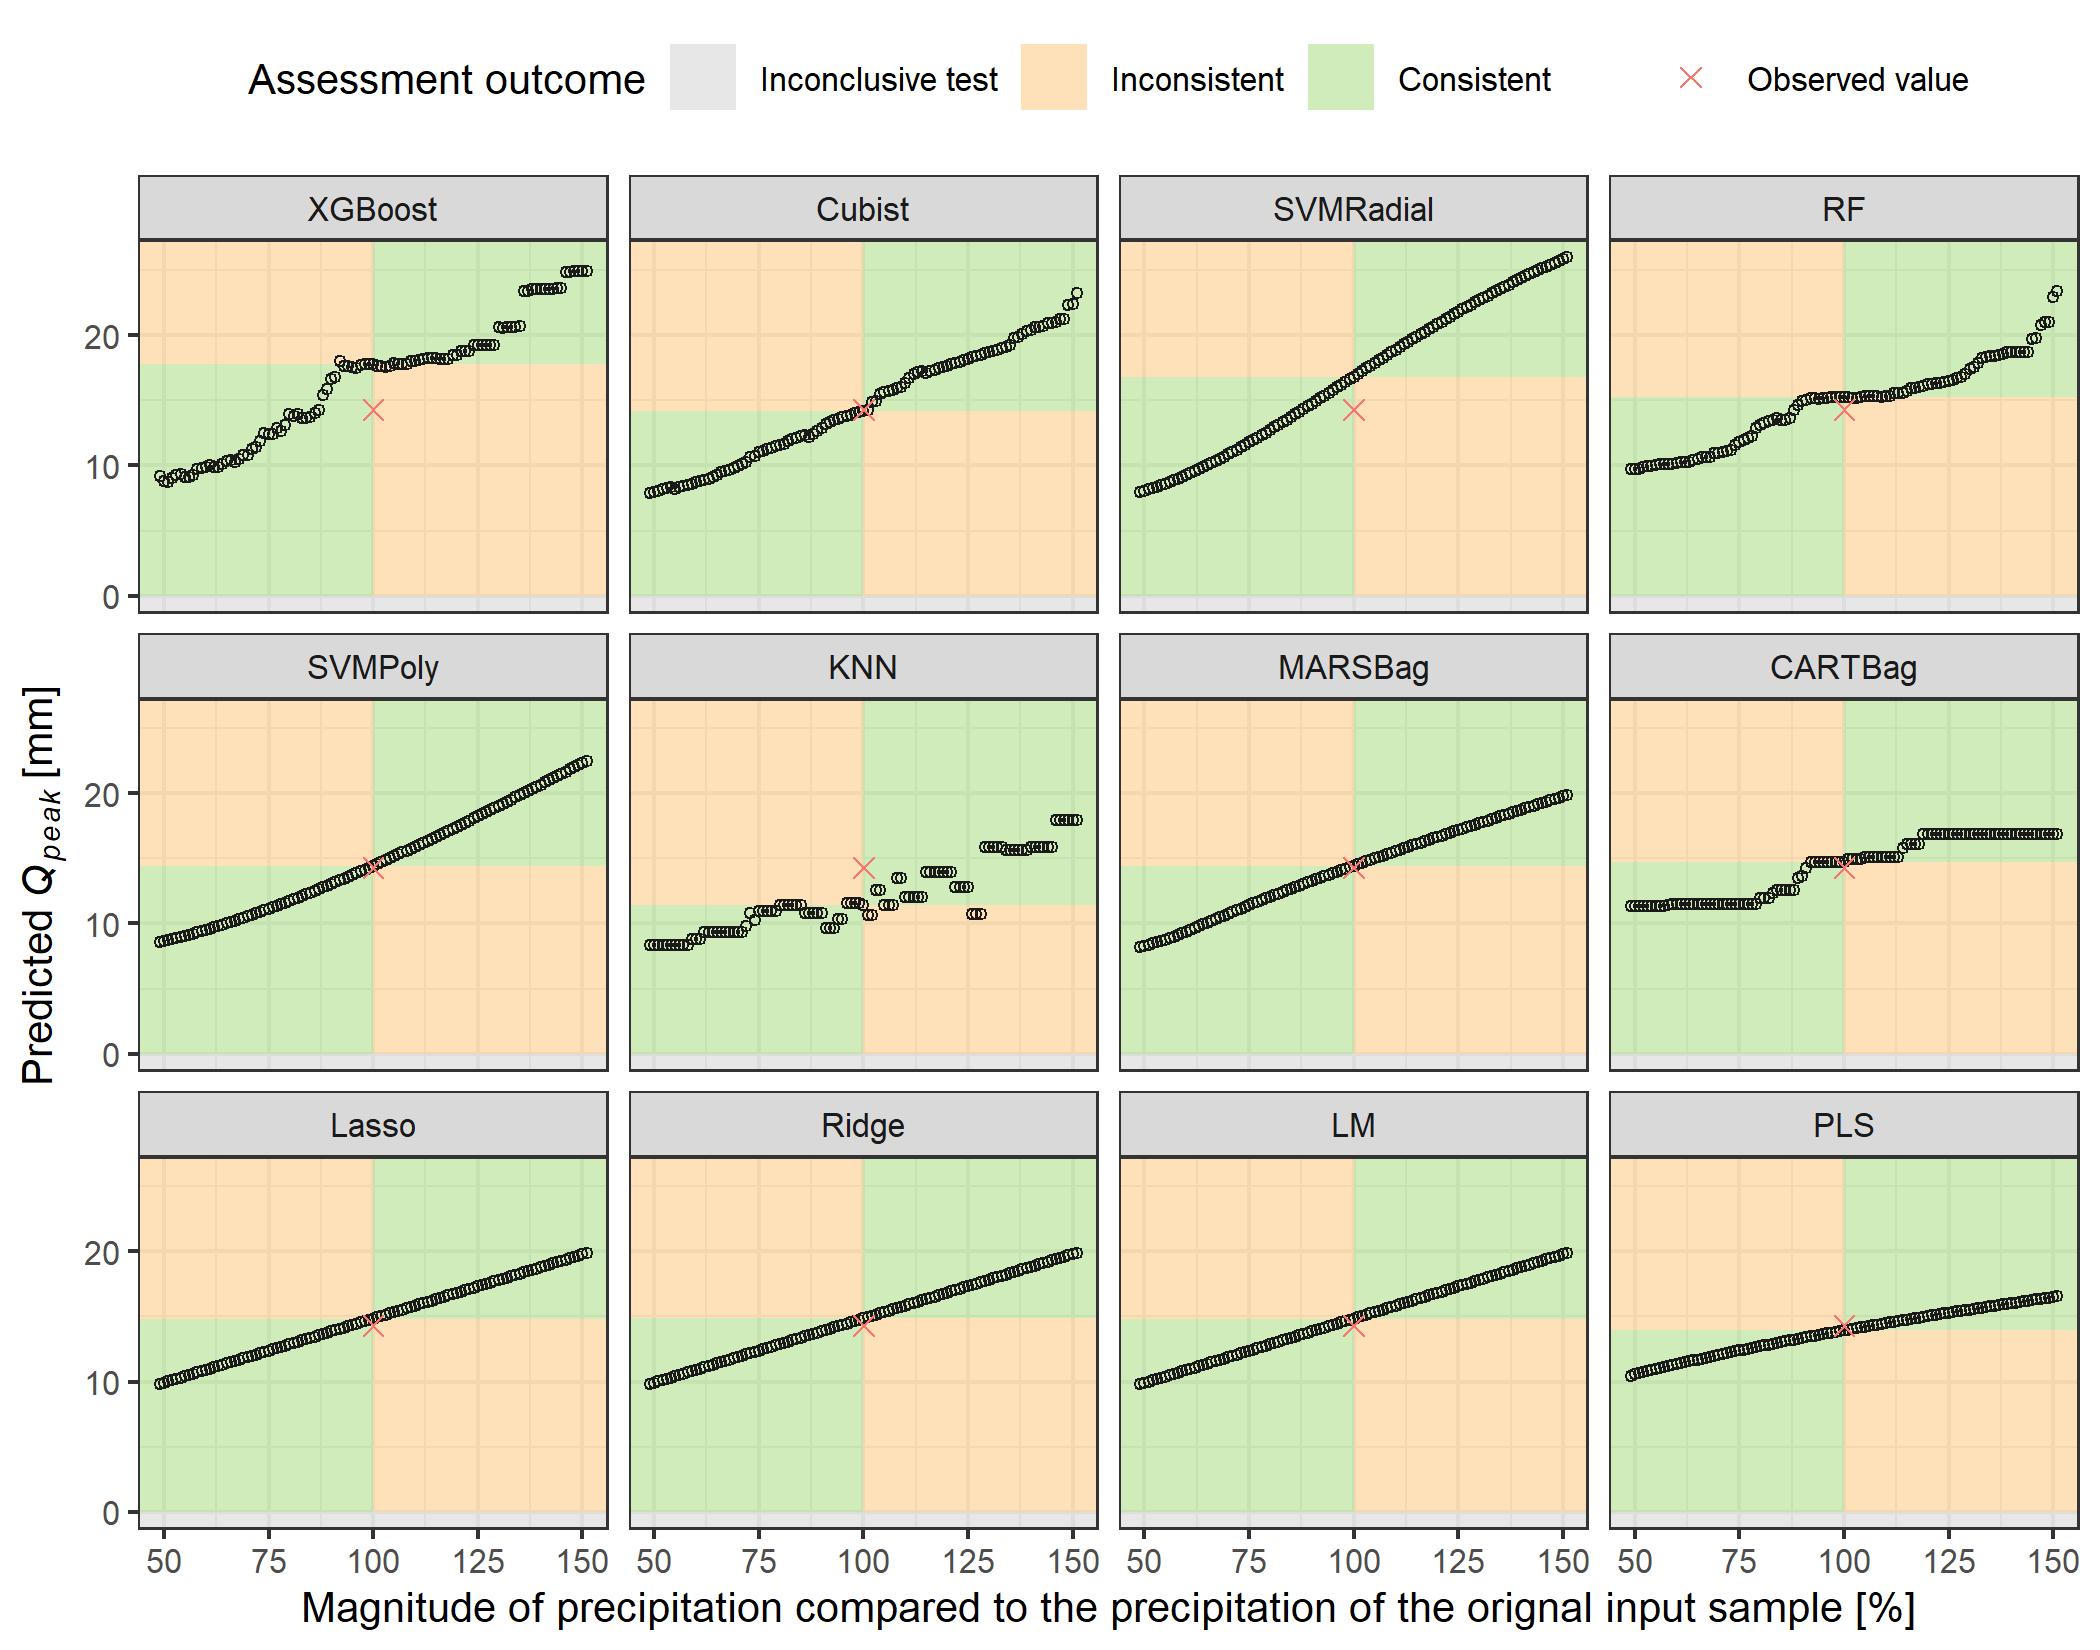 Assessment outcome Inconclusive test Inconsistent Consistent Observed value
XGBoost Cubist SVMRadial RF
20
10
0
SVMPoly KNN MARSBag CARTBag
20
10
0
Lasso Ridge LM PLS
20
10
0
50 75 100 125 150 50 75 100 125 150 50 75 100 125 150 50 75 100 125 150
Magnitude of precipitation compared to the precipitation of the orignal input sample [%]
Predicted Qpeak [mm]